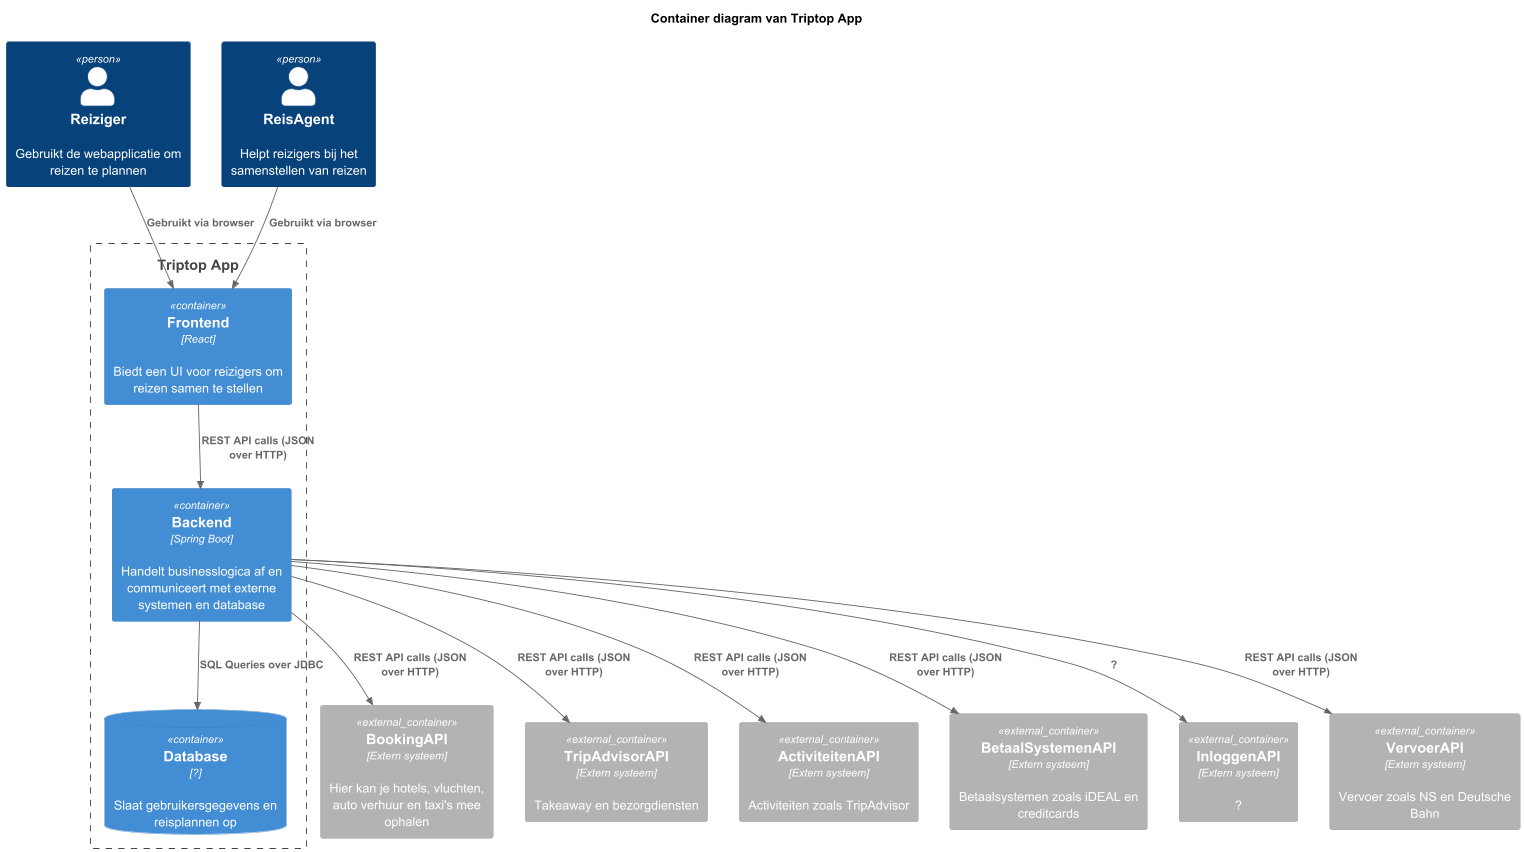 Container diagram van Triptop App
«person»
Reiziger
Gebruikt de webapplicatie om
reizen te plannen
«person»
ReisAgent
Helpt reizigers bij het
samenstellen van reizen
Gebruikt via browser
Gebruikt via browser
Triptop App
«container»
Frontend
[React]
Biedt een UI voor reizigers om
reizen samen te stellen
REST API calls (JSON
over HTTP)
«container»
Backend
[Spring Boot]
Handelt businesslogica af en
communiceert met externe
systemen en database
SQL Queries over JDBC
REST API calls (JSON
over HTTP)
REST API calls (JSON
over HTTP)
REST API calls (JSON
over HTTP)
REST API calls (JSON
over HTTP)
?
REST API calls (JSON
over HTTP)
«container»
Database
[?]
Slaat gebruikersgegevens en
reisplannen op
«external_container»
BookingAPI
[Extern systeem]
Hier kan je hotels, vluchten,
auto verhuur en taxi's mee
ophalen
«external_container»
TripAdvisorAPI
[Extern systeem]
Takeaway en bezorgdiensten
«external_container»
ActiviteitenAPI
[Extern systeem]
Activiteiten zoals TripAdvisor
«external_container»
BetaalSystemenAPI
[Extern systeem]
Betaalsystemen zoals iDEAL en
creditcards
«external_container»
InloggenAPI
[Extern systeem]
?
«external_container»
VervoerAPI
[Extern systeem]
Vervoer zoals NS en Deutsche
Bahn